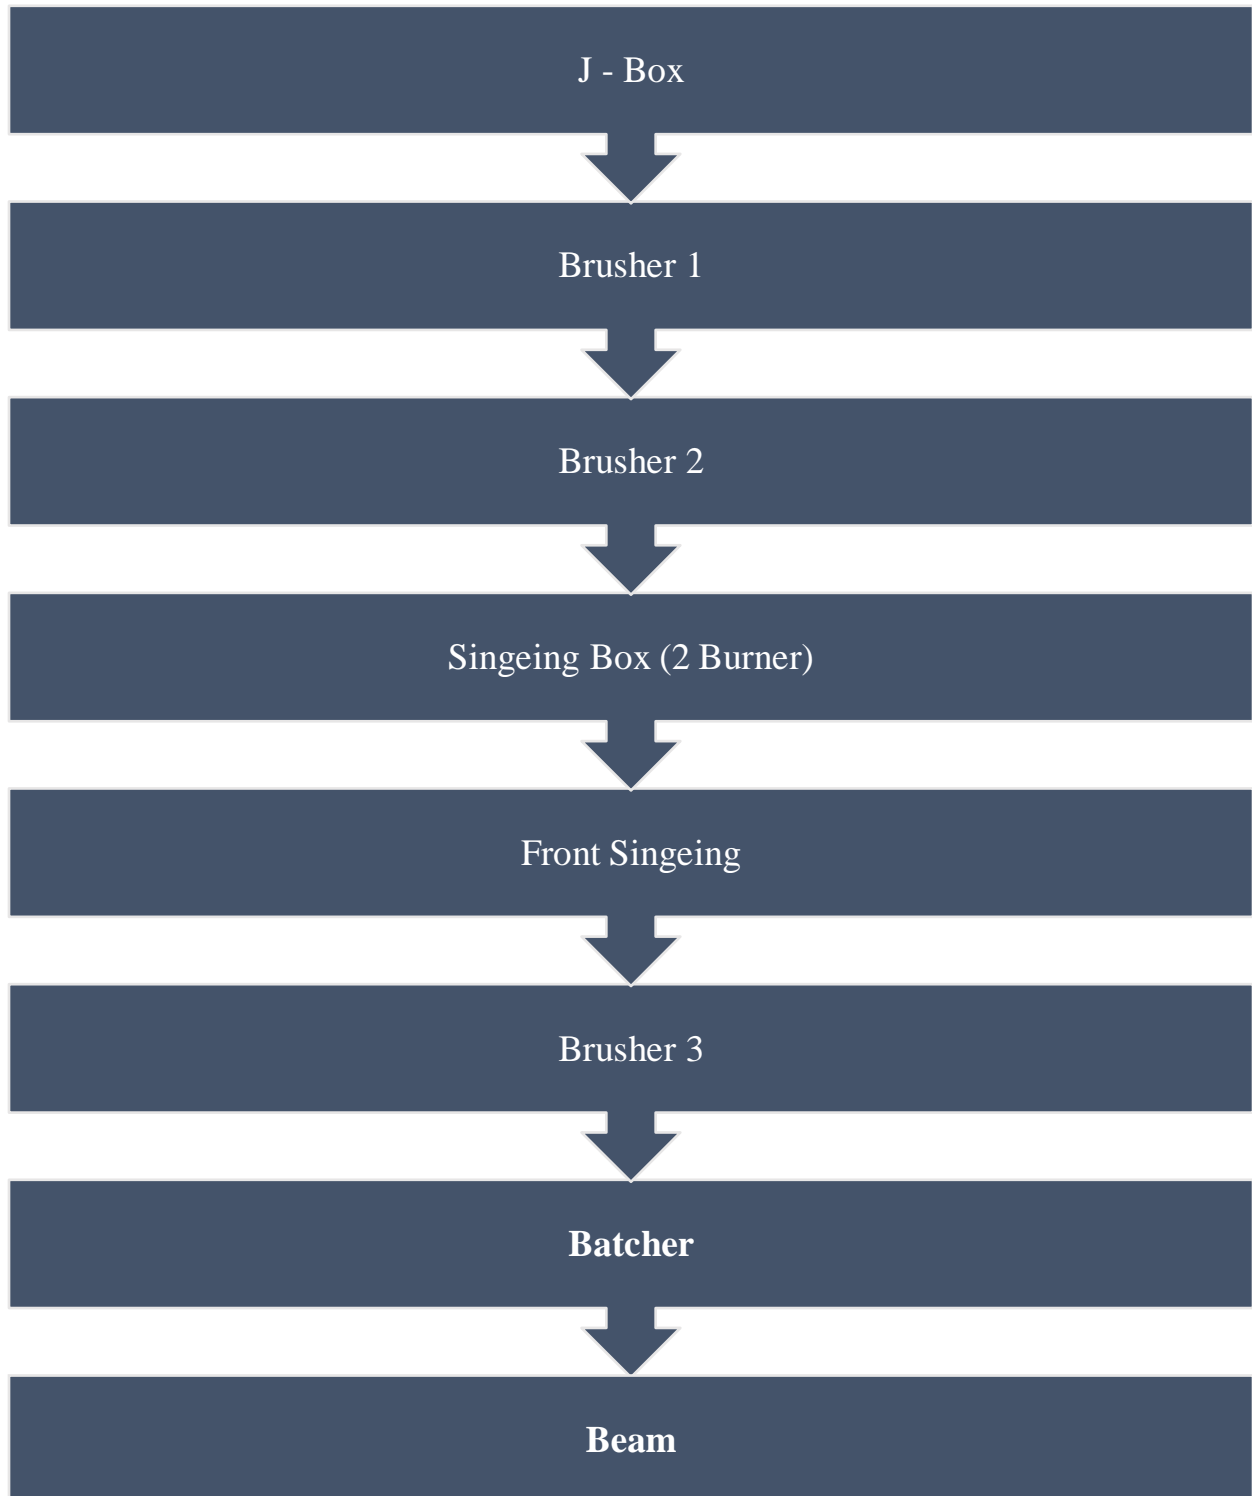 J - Box
Brusher 1
Brusher 2
Singeing Box (2 Burner)
Front Singeing
Brusher 3
Batcher
Beam